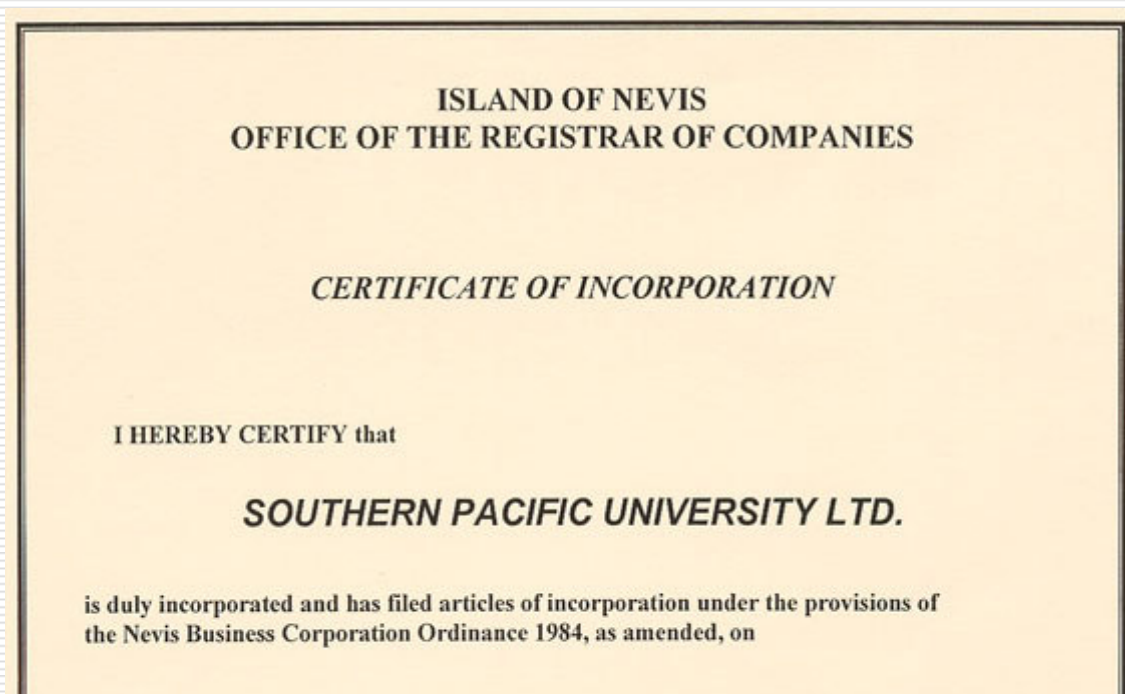 ISLAND OF NEVIS
OFFICE OF THE REGISTRAR OF COMPANIES
CERTIFICATE OF INCORPORATION
I HEREBY CERTIFY that
SOUTHERN PACIFIC UNIVERSITY LTD.
is duly incorporated and has filed articles of incorporation under the provisions of
the Nevis Business Corporation Ordinance 1984, as amended, on